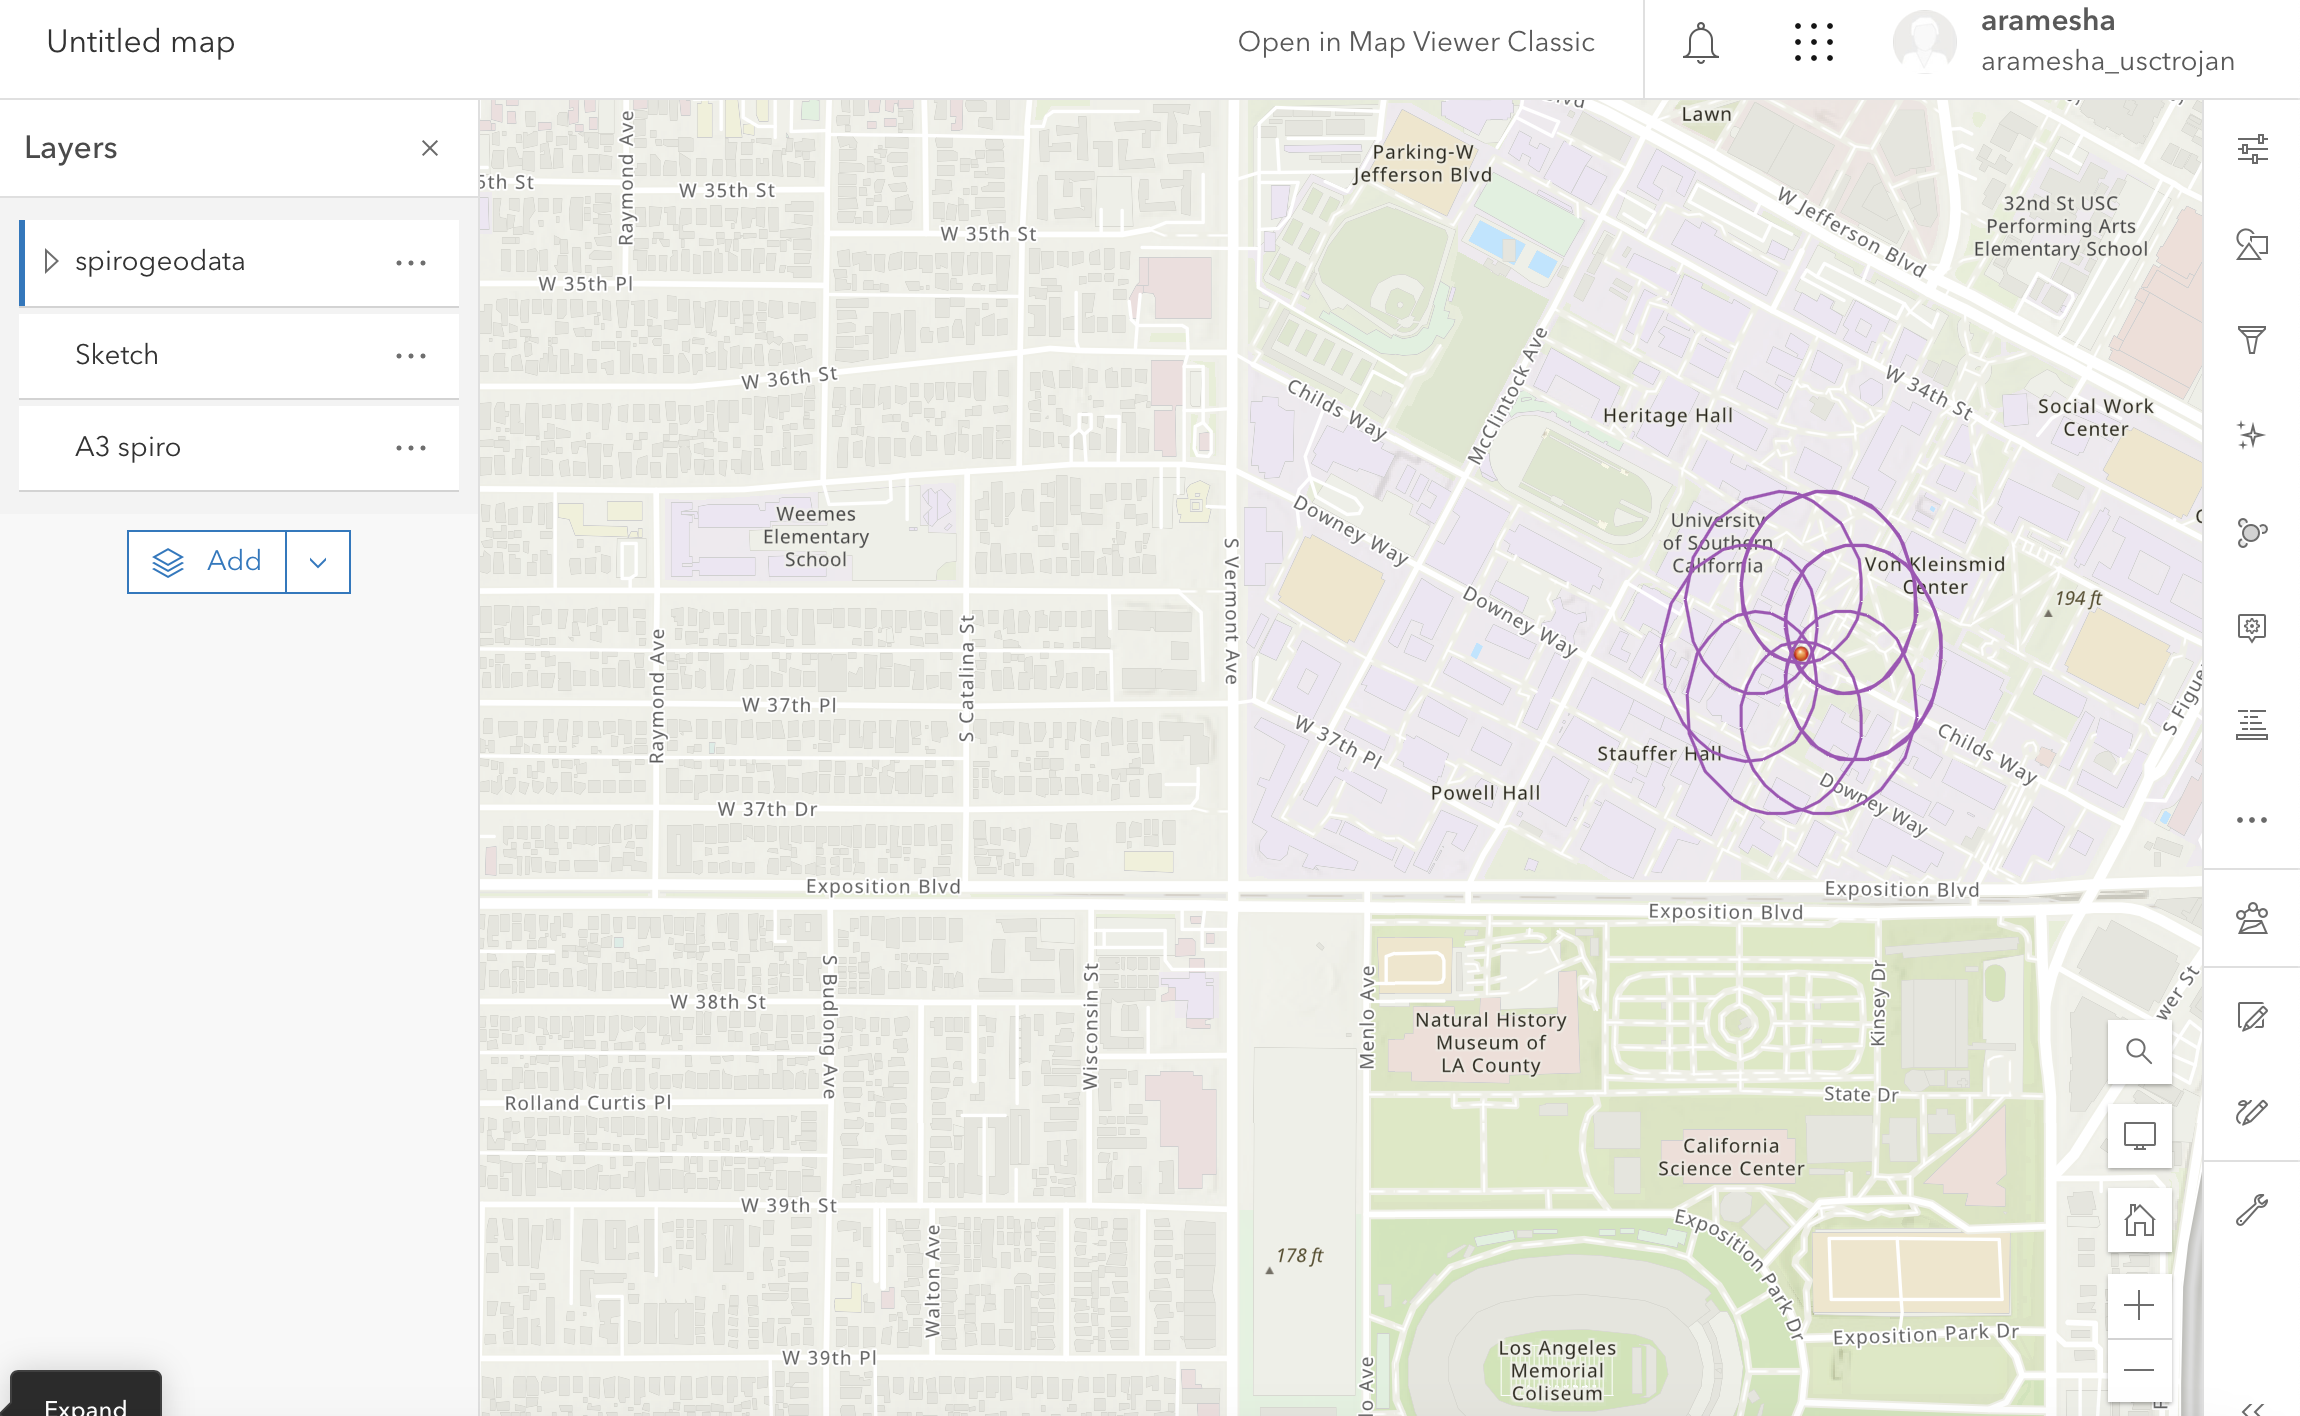 Untitled map
Open in Map Viewer Classic
aramesha
aramesha_usctrojan
Layers
spirogeodata
Sketch
A3 spiro
Add
Expand
Raymond Ave
5th St
W 35th St
W 35th St
W 35th Pl
W 36th St
Weemes
Elementary
School
Raymond Ave
S Catalina St
S Vermont Ave
W 37th Pl
W 37th Dr
Exposition Blvd
W 38th St
S Budlong Ave
Wisconsin St
Rolland Curtis Pl
W 39th St
Walton Ave
W 39th Pl
Parking-W
Jefferson Blvd
Blvd
Lawn
W Jefferson Blvd
32nd St USC
Performing Arts
Elementary School
McClintock Ave
Childs Way
Heritage Hall
W 34th St
Social Work
Center
Downey Way
University
of Southern
California
Von Kleinsmid
Center
194 ft
Downey Way
W 37th Pl
Stauffer Hall
Powell Hall
Childs Way
Downey Way
S Figue
Exposition Blvd
Exposition Blvd
Menlo Ave
Natural History
Museum of
LA County
Kinsey Dr
wer St
State Dr
California
Science Center
Exposition Park Dr
178 ft
Exposition Park Dr
Los Angeles
Memorial
Coliseum
lo Ave